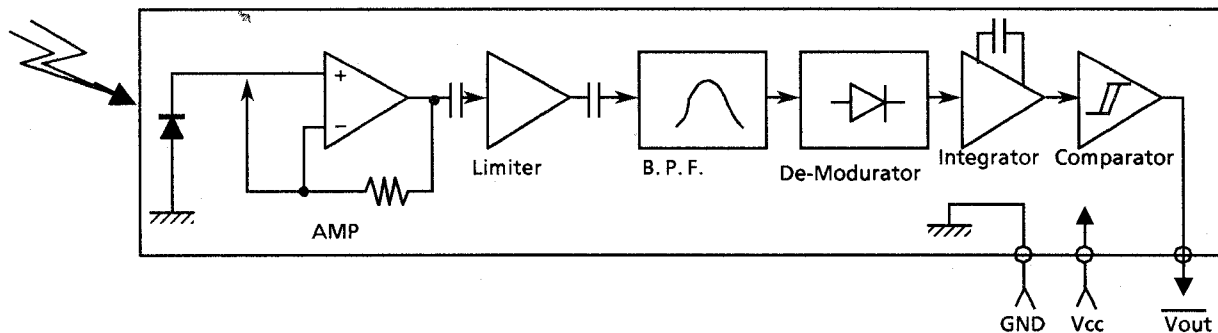 +
−
Limiter
B. P. F.
De-Modurator
Integrator
Comparator
AMP
GND
Vcc
Vout